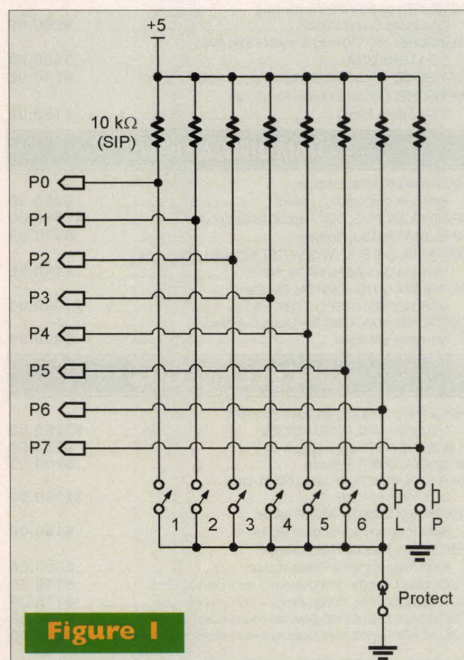 +5
10 kΩ
(SIP)
P0
P1
P2
P3
P4
P5
P6
P7
1 2 3 4 5 6 L P
Protect
Figure 1